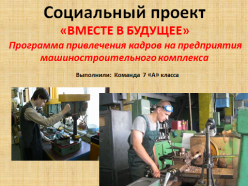 Социальный проект
«ВМЕСТЕ В БУДУЩЕЕ»
Программа привлечения кадров на предприятия
машиностроительного комплекса
Выполнили: Команда 7 «А» класса